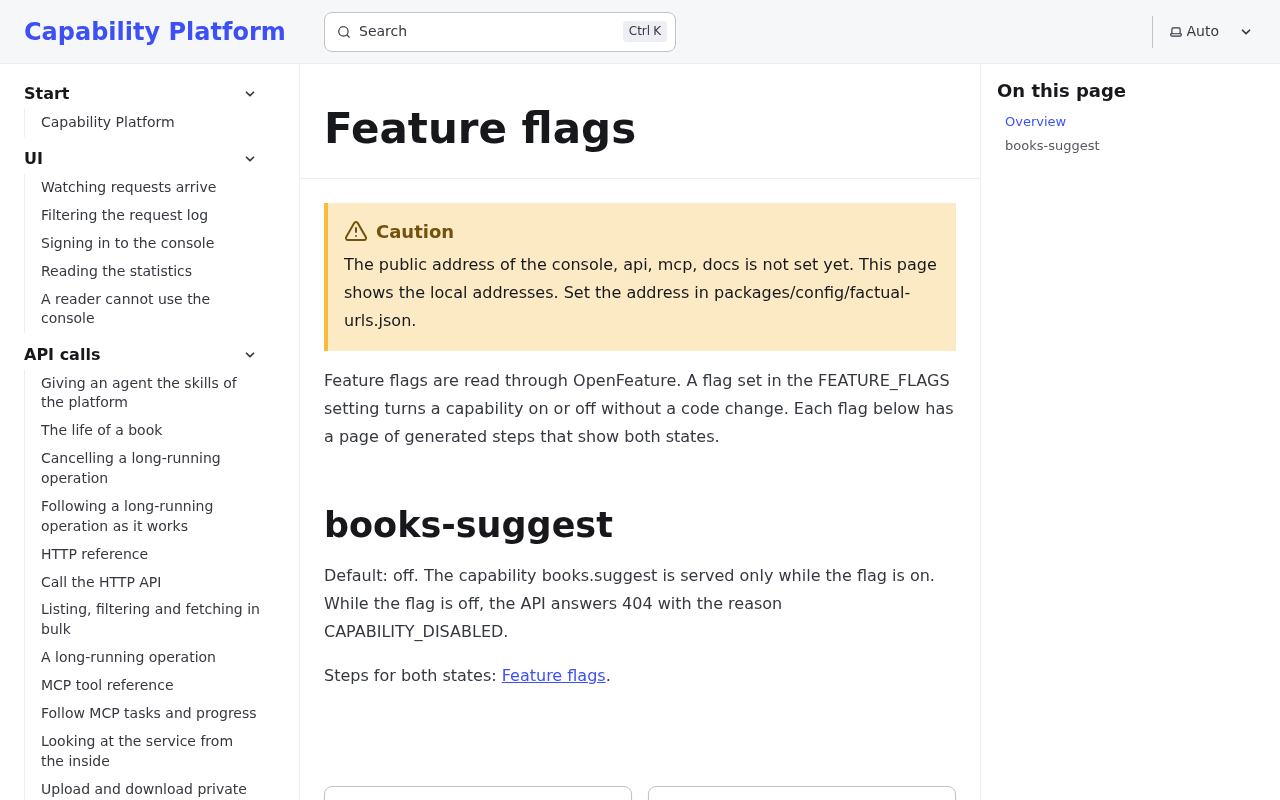 Capability Platform
Search
Ctrl K
Auto
Start
Capability Platform
UI
Watching requests arrive
Filtering the request log
Signing in to the console
Reading the statistics
A reader cannot use the
console
API calls
Giving an agent the skills of
the platform
The life of a book
Cancelling a long-running
operation
Following a long-running
operation as it works
HTTP reference
Call the HTTP API
Listing, filtering and fetching in
bulk
A long-running operation
MCP tool reference
Follow MCP tasks and progress
Looking at the service from
the inside
Upload and download private
Feature flags
Caution
The public address of the console, api, mcp, docs is not set yet. This page
shows the local addresses. Set the address in packages/config/factual-
urls.json.
Feature flags are read through OpenFeature. A flag set in the FEATURE_FLAGS
setting turns a capability on or off without a code change. Each flag below has
a page of generated steps that show both states.
books-suggest
Default: off. The capability books.suggest is served only while the flag is on.
While the flag is off, the API answers 404 with the reason
CAPABILITY_DISABLED.
Steps for both states: Feature flags.
On this page
Overview
books-suggest